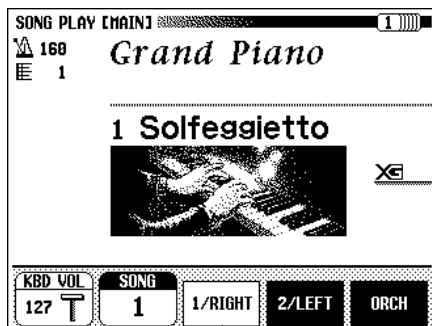 SONG PLAY [MAIN] 1
160
1
Grand Piano
1 Solfeggietto
XG
KBD VOL
127
SONG
1
1/RIGHT
2/LEFT
ORCH